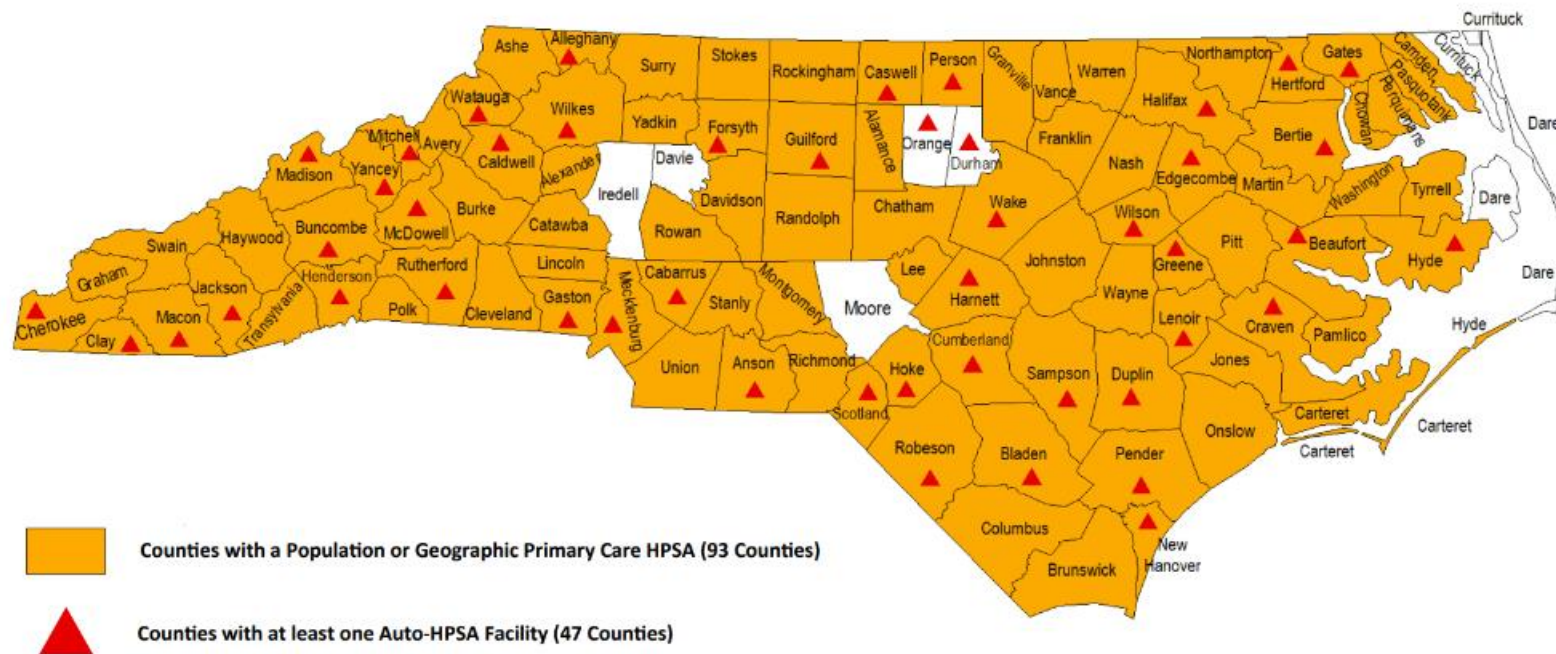 Currituck
Ashe
Alleghany
Surry
Stokes
Rockingham
Caswell
Person
Granville
Vance
Warren
Northampton
Hertford
Gates
Camden
Currituck
Pasquotank
Perquimans
Chowan
Halifax
Bertie
Dare
Watauga
Wilkes
Yadkin
Forsyth
Guilford
Alamance
Orange
Durham
Franklin
Nash
Edgecombe
Martin
Washington
Tyrrell
Dare
Mitchell
Avery
Caldwell
Alexander
Davie
Iredell
Madison
Yancey
Davidson
Randolph
Chatham
Wake
Wilson
Pitt
Beaufort
Hyde
Dare
Buncombe
McDowell
Burke
Catawba
Rowan
Swain
Haywood
Graham
Jackson
Henderson
Rutherford
Lincoln
Cabarrus
Stanly
Montgomery
Moore
Lee
Harnett
Johnston
Wayne
Greene
Lenoir
Craven
Pamlico
Hyde
Cherokee
Clay
Macon
Transylvania
Polk
Cleveland
Gaston
Mecklenburg
Union
Anson
Richmond
Scotland
Hoke
Cumberland
Sampson
Duplin
Jones
Onslow
Carteret
Carteret
Carteret
Robeson
Bladen
Pender
Columbus
Brunswick
New
Hanover
Counties with a Population or Geographic Primary Care HPSA (93 Counties)
Counties with at least one Auto-HPSA Facility (47 Counties)